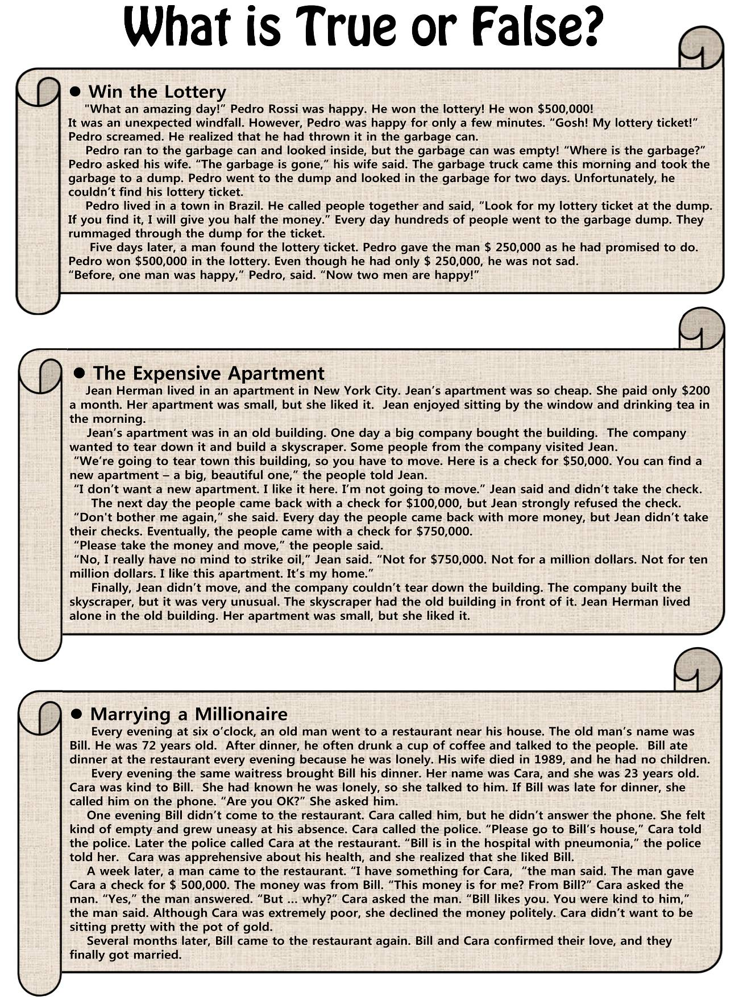 What is True or False?
● Win the Lottery
"What an amazing day!” Pedro Rossi was happy. He won the lottery! He won $500,000!
It was an unexpected windfall. However, Pedro was happy for only a few minutes. “Gosh! My lottery ticket!”
Pedro screamed. He realized that he had thrown it in the garbage can.
Pedro ran to the garbage can and looked inside, but the garbage can was empty! “Where is the garbage?”
Pedro asked his wife. “The garbage is gone,” his wife said. The garbage truck came this morning and took the
garbage to a dump. Pedro went to the dump and looked in the garbage for two days. Unfortunately, he
couldn’t find his lottery ticket.
Pedro lived in a town in Brazil. He called people together and said, “Look for my lottery ticket at the dump.
If you find it, I will give you half the money.” Every day hundreds of people went to the garbage dump. They
rummaged through the dump for the ticket.
Five days later, a man found the lottery ticket. Pedro gave the man $ 250,000 as he had promised to do.
Pedro won $500,000 in the lottery. Even though he had only $ 250,000, he was not sad.
“Before, one man was happy,” Pedro, said. “Now two men are happy!”
● The Expensive Apartment
Jean Herman lived in an apartment in New York City. Jean’s apartment was so cheap. She paid only $200
a month. Her apartment was small, but she liked it. Jean enjoyed sitting by the window and drinking tea in
the morning.
Jean’s apartment was in an old building. One day a big company bought the building. The company
wanted to tear down it and build a skyscraper. Some people from the company visited Jean.
“We’re going to tear town this building, so you have to move. Here is a check for $50,000. You can find a
new apartment – a big, beautiful one,” the people told Jean.
“I don’t want a new apartment. I like it here. I’m not going to move.” Jean said and didn’t take the check.
The next day the people came back with a check for $100,000, but Jean strongly refused the check.
“Don't bother me again,” she said. Every day the people came back with more money, but Jean didn’t take
their checks. Eventually, the people came with a check for $750,000.
“Please take the money and move,” the people said.
“No, I really have no mind to strike oil,” Jean said. “Not for $750,000. Not for a million dollars. Not for ten
million dollars. I like this apartment. It’s my home.”
Finally, Jean didn’t move, and the company couldn’t tear down the building. The company built the
skyscraper, but it was very unusual. The skyscraper had the old building in front of it. Jean Herman lived
alone in the old building. Her apartment was small, but she liked it.
● Marrying a Millionaire
Every evening at six o’clock, an old man went to a restaurant near his house. The old man’s name was
Bill. He was 72 years old. After dinner, he often drunk a cup of coffee and talked to the people. Bill ate
dinner at the restaurant every evening because he was lonely. His wife died in 1989, and he had no children.
Every evening the same waitress brought Bill his dinner. Her name was Cara, and she was 23 years old.
Cara was kind to Bill. She had known he was lonely, so she talked to him. If Bill was late for dinner, she
called him on the phone. “Are you OK?” She asked him.
One evening Bill didn’t come to the restaurant. Cara called him, but he didn’t answer the phone. She felt
kind of empty and grew uneasy at his absence. Cara called the police. “Please go to Bill’s house,” Cara told
the police. Later the police called Cara at the restaurant. “Bill is in the hospital with pneumonia,” the police
told her. Cara was apprehensive about his health, and she realized that she liked Bill.
A week later, a man came to the restaurant. “I have something for Cara, “the man said. The man gave
Cara a check for $ 500,000. The money was from Bill. “This money is for me? From Bill?” Cara asked the
man. “Yes,” the man answered. “But … why?” Cara asked the man. “Bill likes you. You were kind to him,”
the man said. Although Cara was extremely poor, she declined the money politely. Cara didn’t want to be
sitting pretty with the pot of gold.
Several months later, Bill came to the restaurant again. Bill and Cara confirmed their love, and they
finally got married.